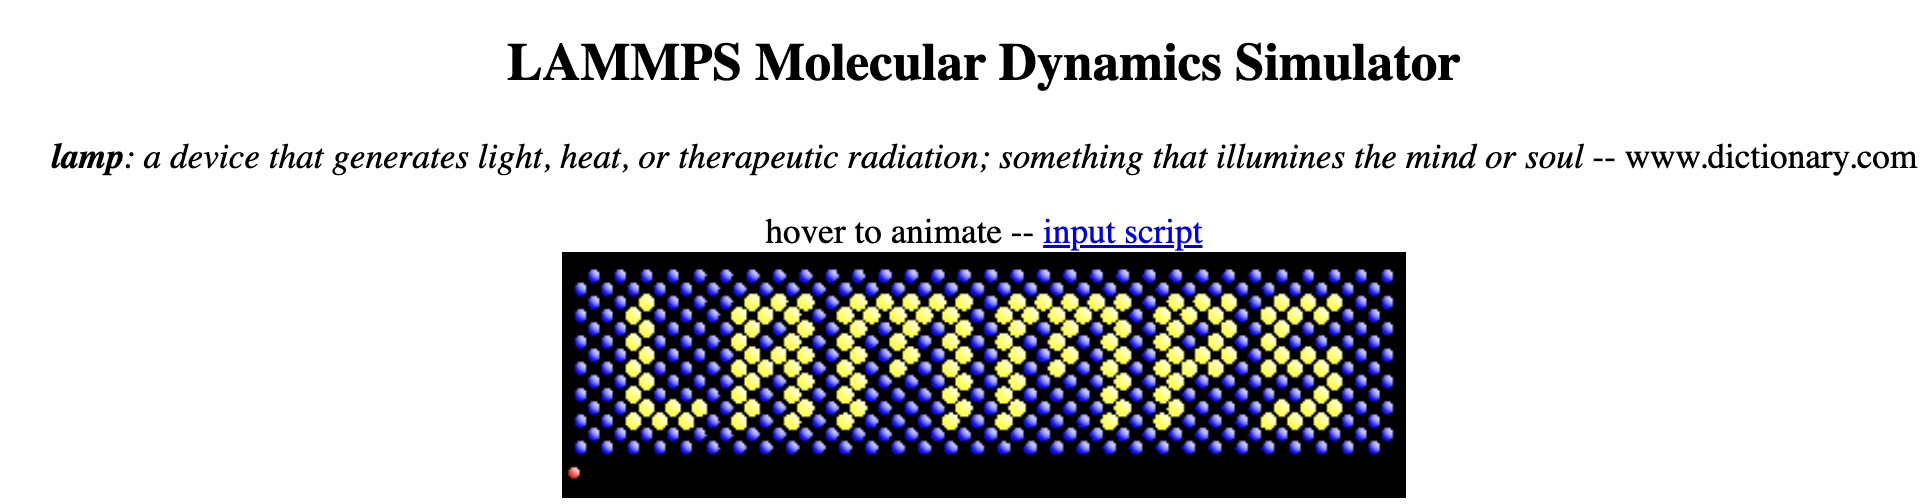 LAMMPS Molecular Dynamics Simulator
lamp: a device that generates light, heat, or therapeutic radiation; something that illumines the mind or soul -- www.dictionary.com
hover to animate -- input script
LAMMPS